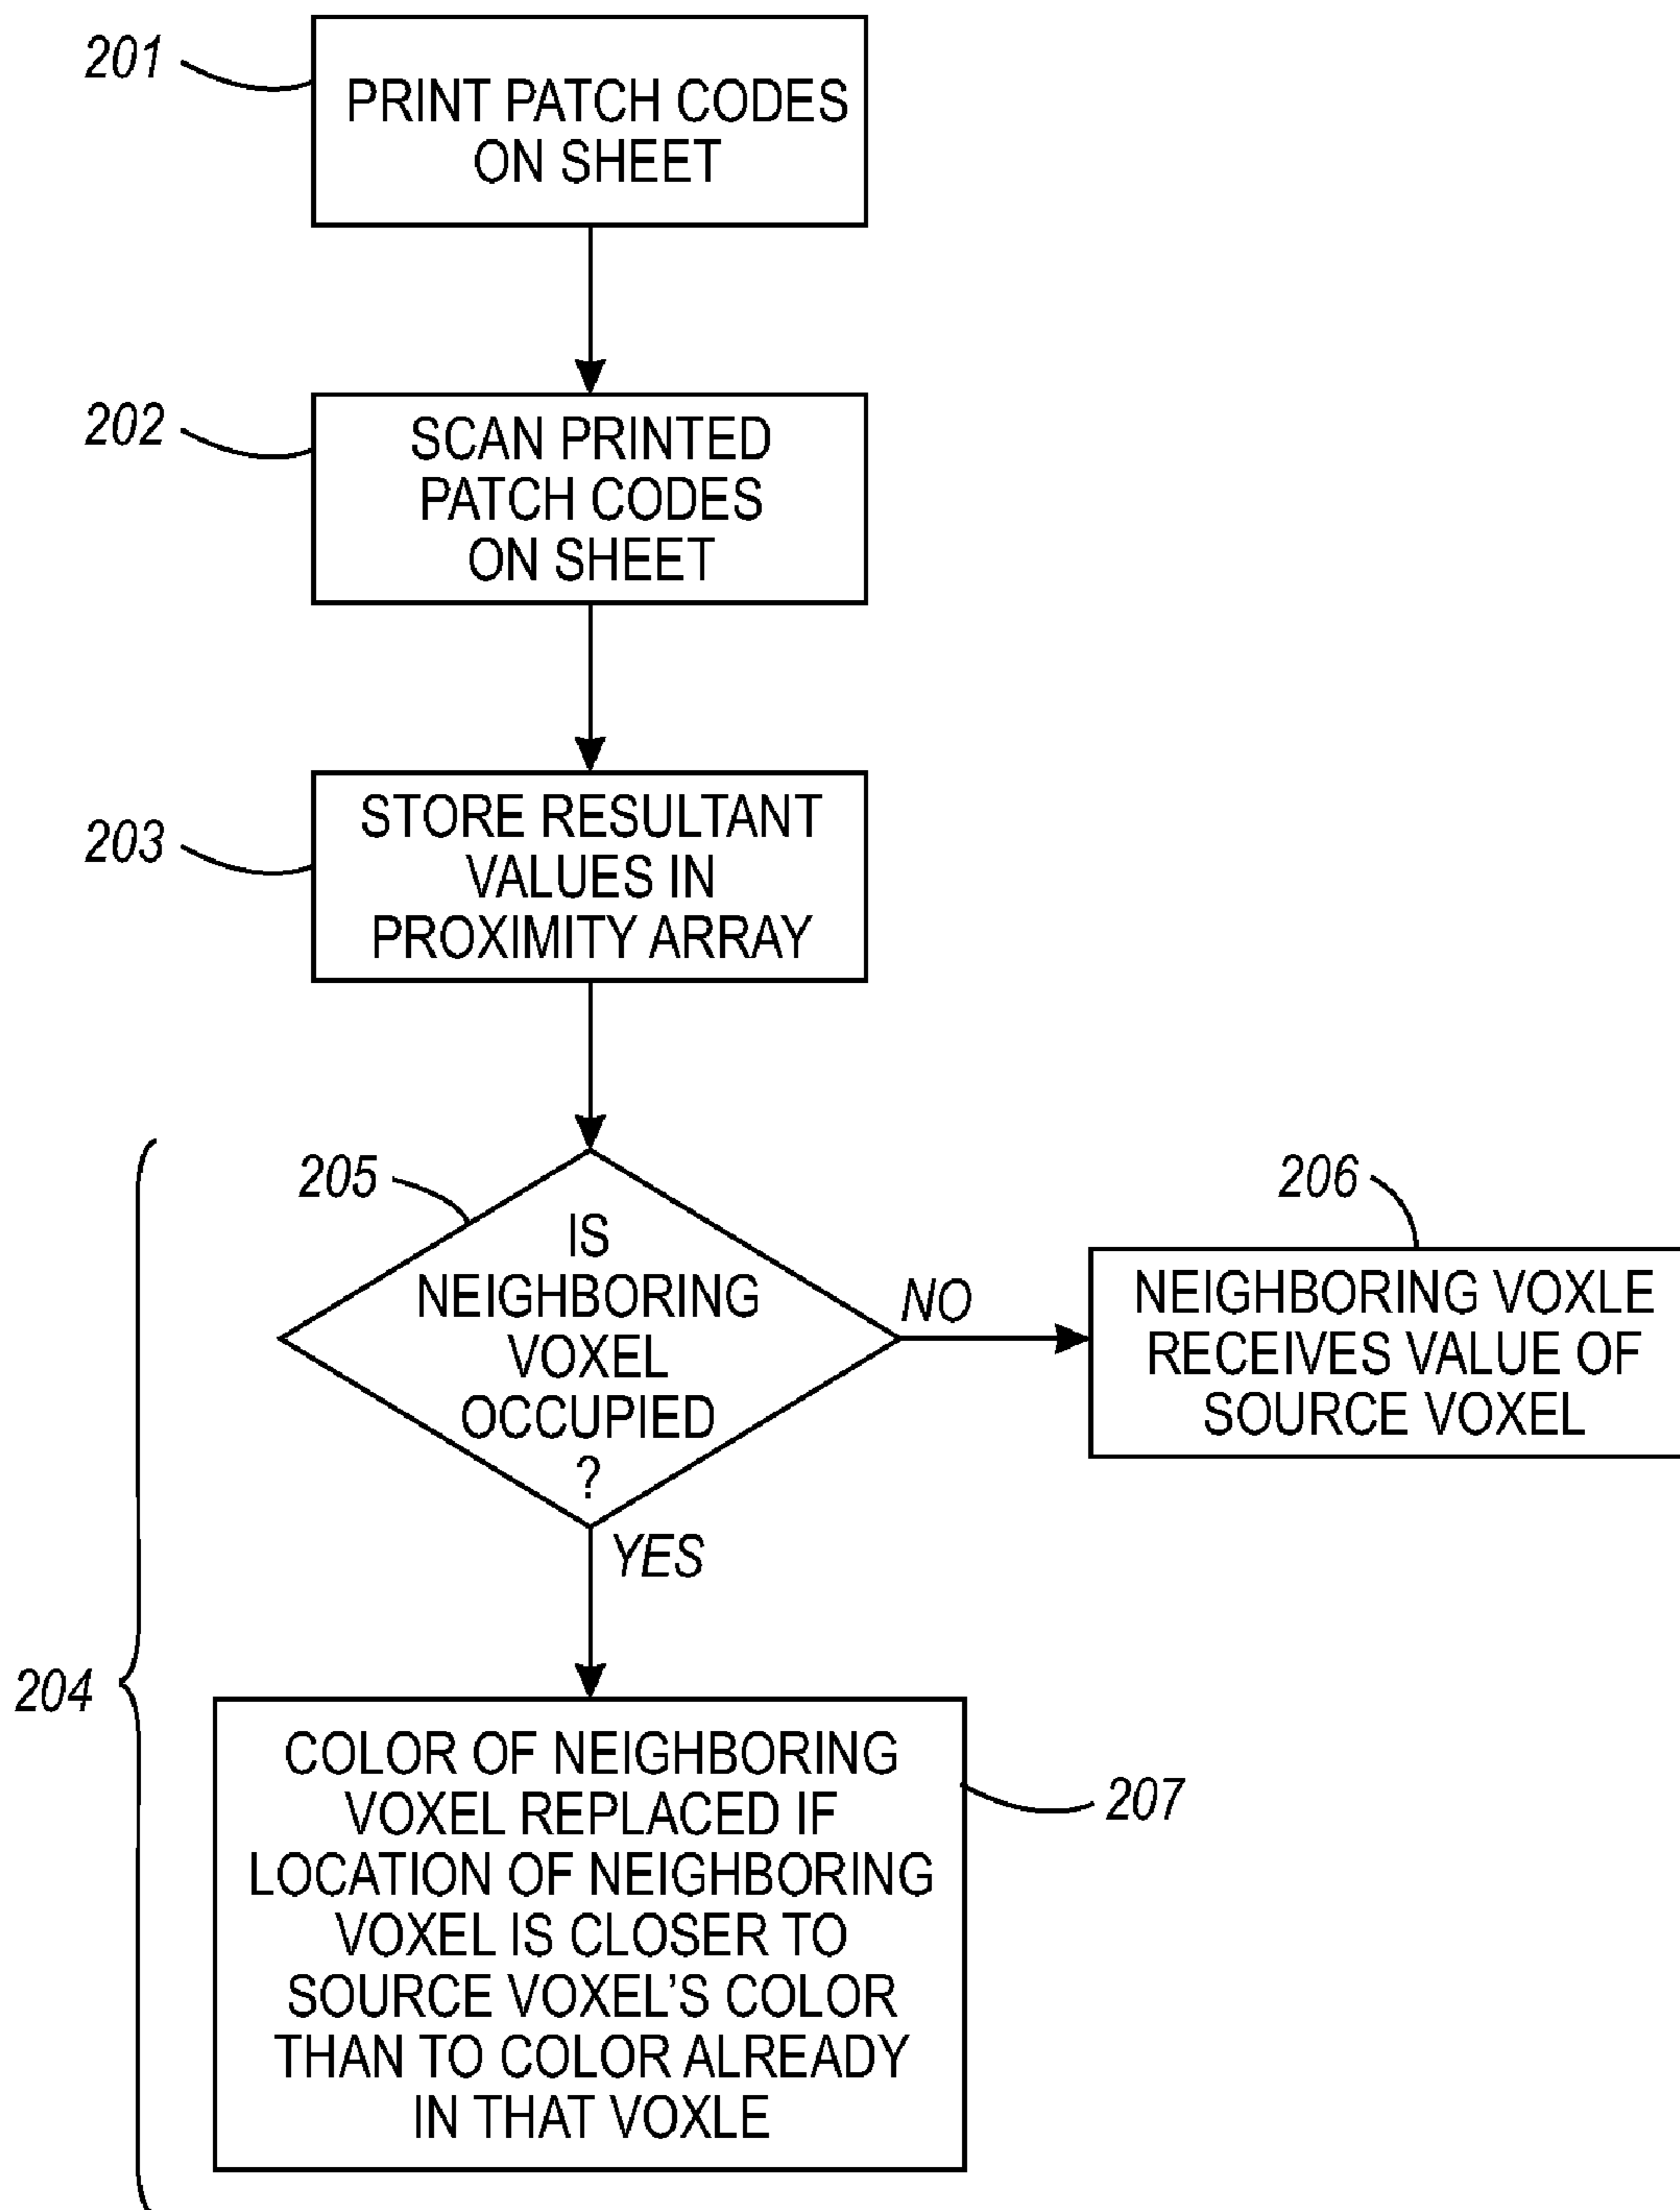 201
PRINT PATCH CODES
ON SHEET
202
SCAN PRINTED
PATCH CODES
ON SHEET
203
STORE RESULTANT
VALUES IN
PROXIMITY ARRAY
204
205
IS
NEIGHBORING
VOXEL
OCCUPIED
?
NO
206
NEIGHBORING VOXLE
RECEIVES VALUE OF
SOURCE VOXEL
YES
COLOR OF NEIGHBORING
VOXEL REPLACED IF
LOCATION OF NEIGHBORING
VOXEL IS CLOSER TO
SOURCE VOXEL'S COLOR
THAN TO COLOR ALREADY
IN THAT VOXLE
207